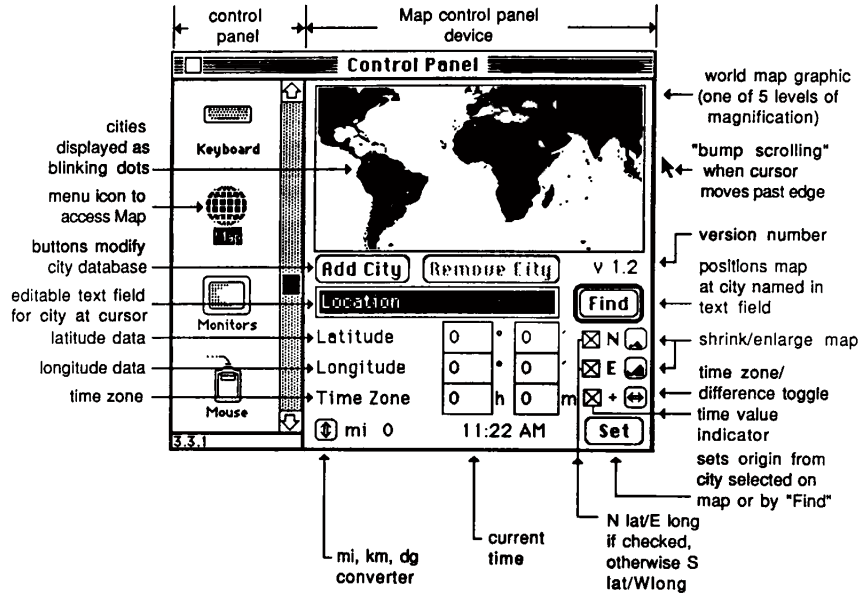 control
panel
Map control panel
device
Control Panel
world map graphic
(one of 5 levels of
magnification)
"bump scrolling"
when cursor
moves past edge
cities
displayed as
blinking dots
menu icon to
access Map
buttons modify
city database
editable text field
for city at cursor
latitude data
longitude data
time zone
Keyboard
Map
Monitors
Mouse
3.3.1
Add City
Remove City
v 1.2
Location
Find
Latitude
0 ° 0 ′
N
Longitude
0 ° 0 ′
E
Time Zone
0 h 0 m
+
mi 0
11:22 AM
Set
version number
positions map
at city named in
text field
shrink/enlarge map
time zone/
difference toggle
time value
indicator
sets origin from
city selected on
map or by "Find"
N lat/E long
if checked,
otherwise S
lat/Wlong
current
time
mi, km, dg
converter